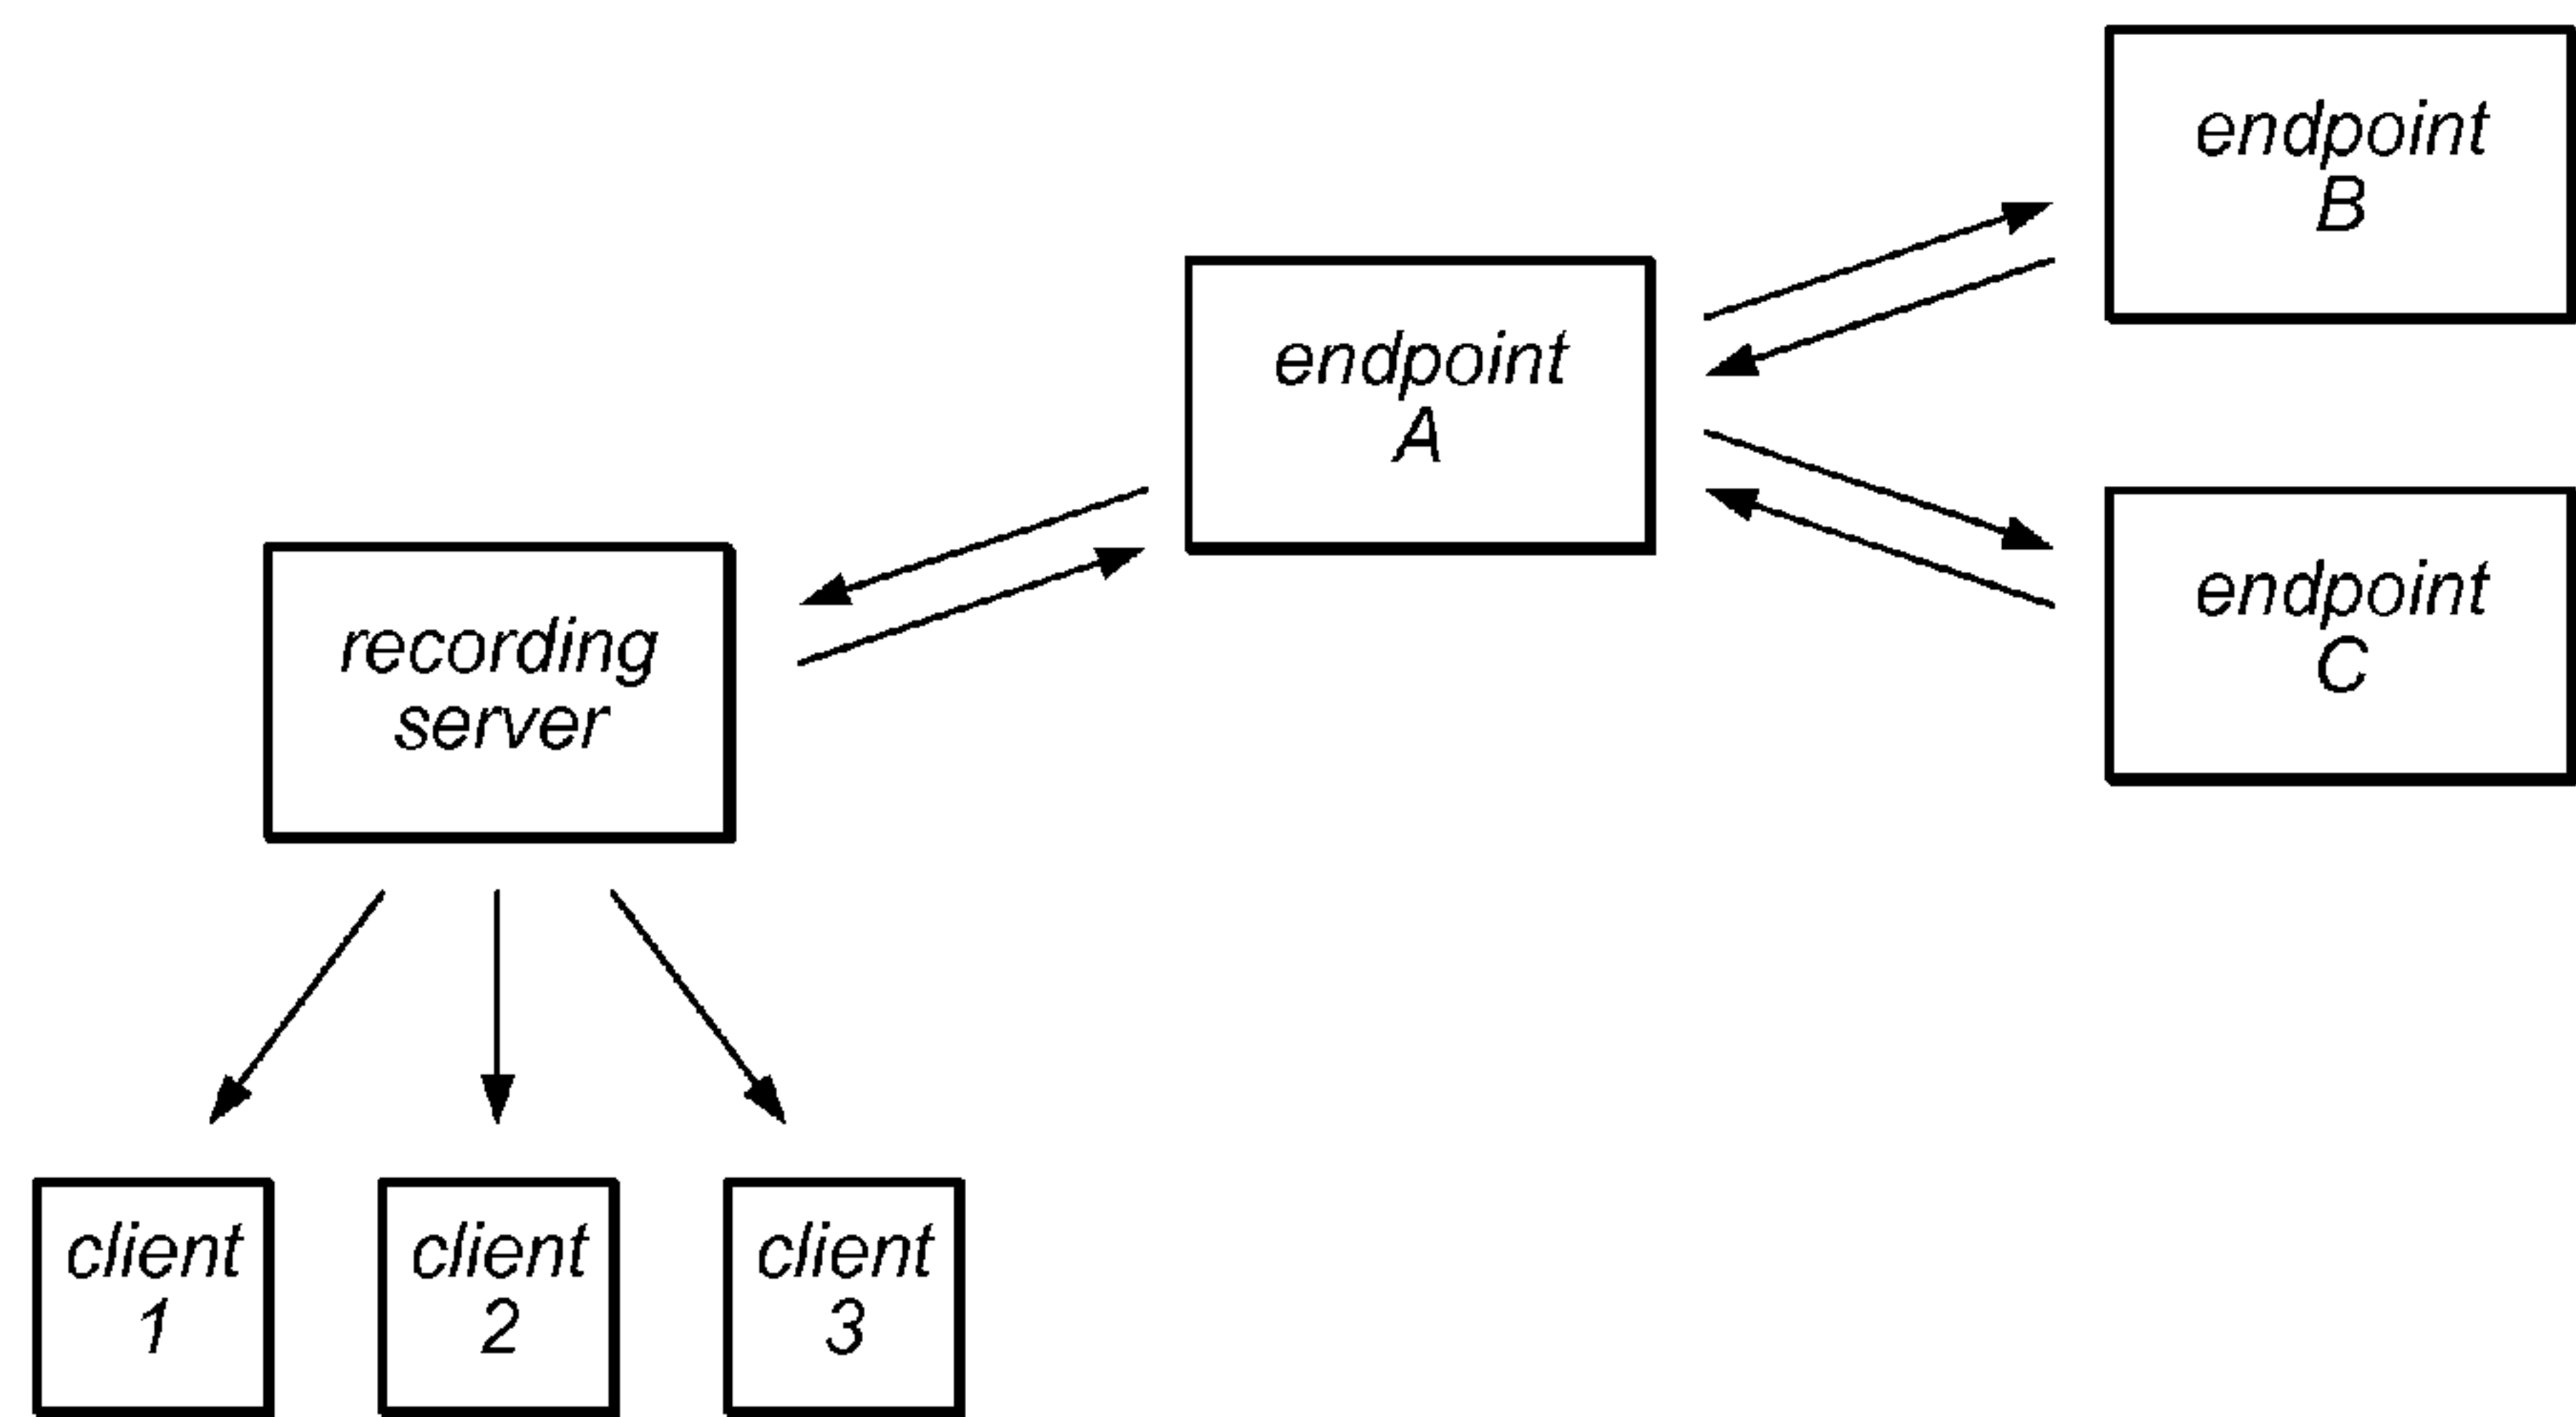 endpoint
B
endpoint
A
endpoint
C
recording
server
client
1
client
2
client
3